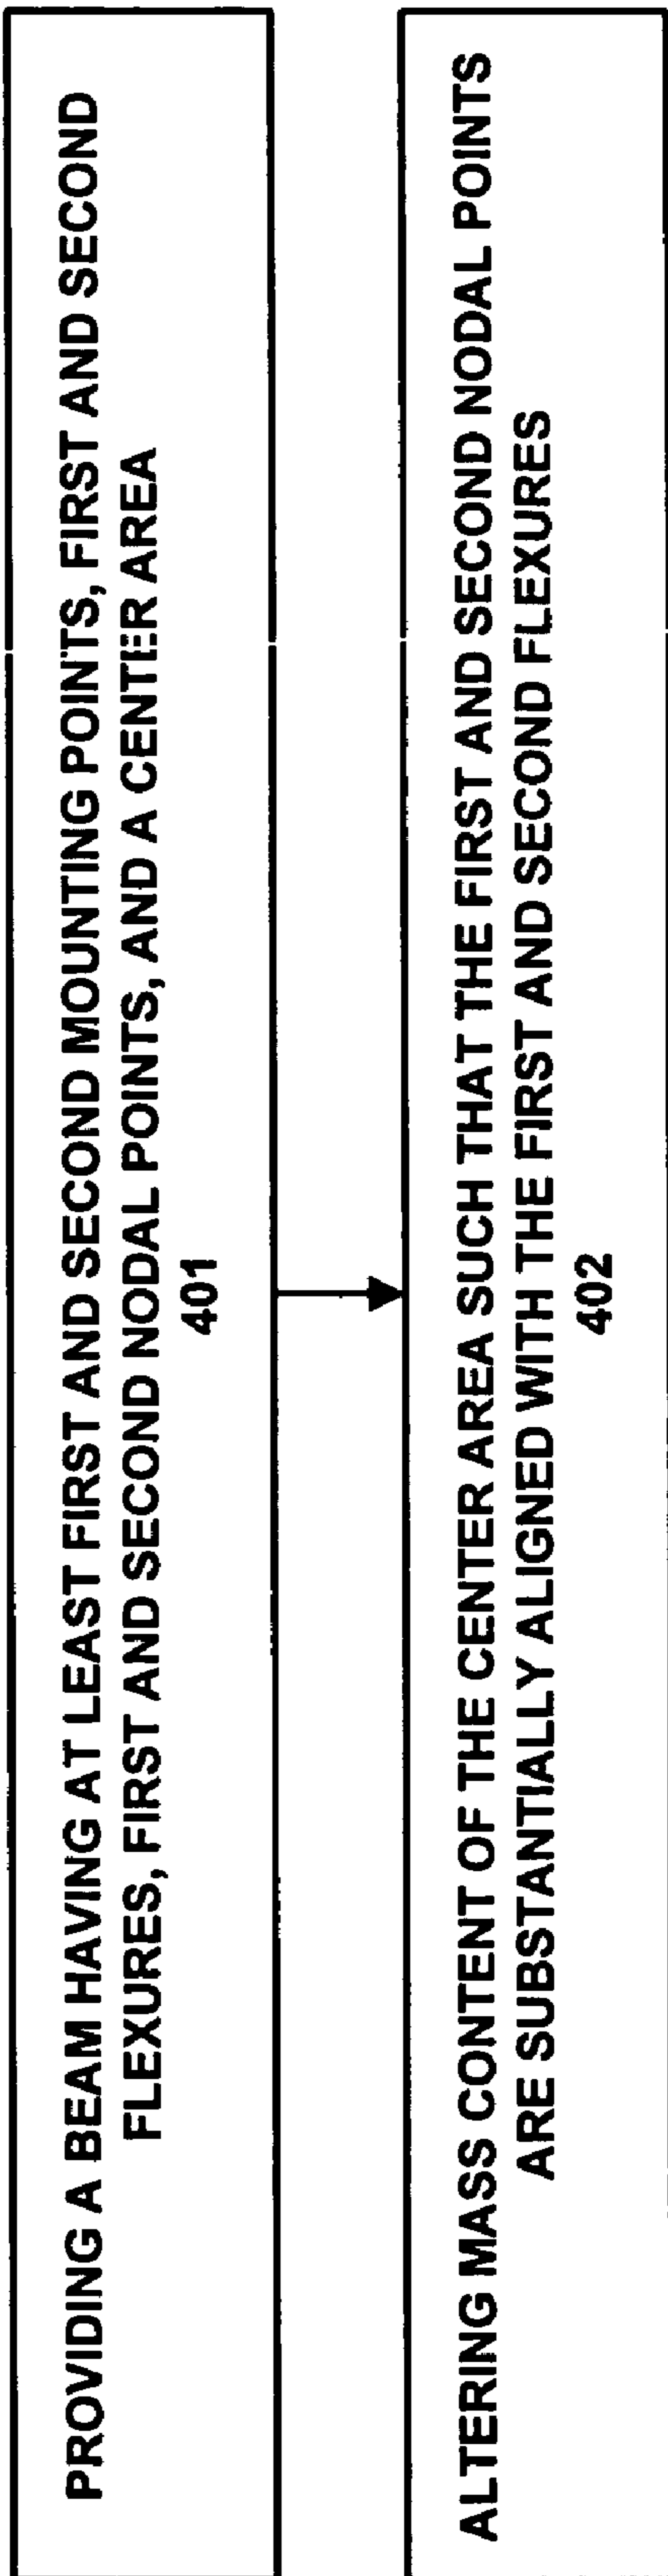 PROVIDING A BEAM HAVING AT LEAST FIRST AND SECOND MOUNTING POINTS, FIRST AND SECOND
FLEXURES, FIRST AND SECOND NODAL POINTS, AND A CENTER AREA
401
ALTERING MASS CONTENT OF THE CENTER AREA SUCH THAT THE FIRST AND SECOND NODAL POINTS
ARE SUBSTANTIALLY ALIGNED WITH THE FIRST AND SECOND FLEXURES
402